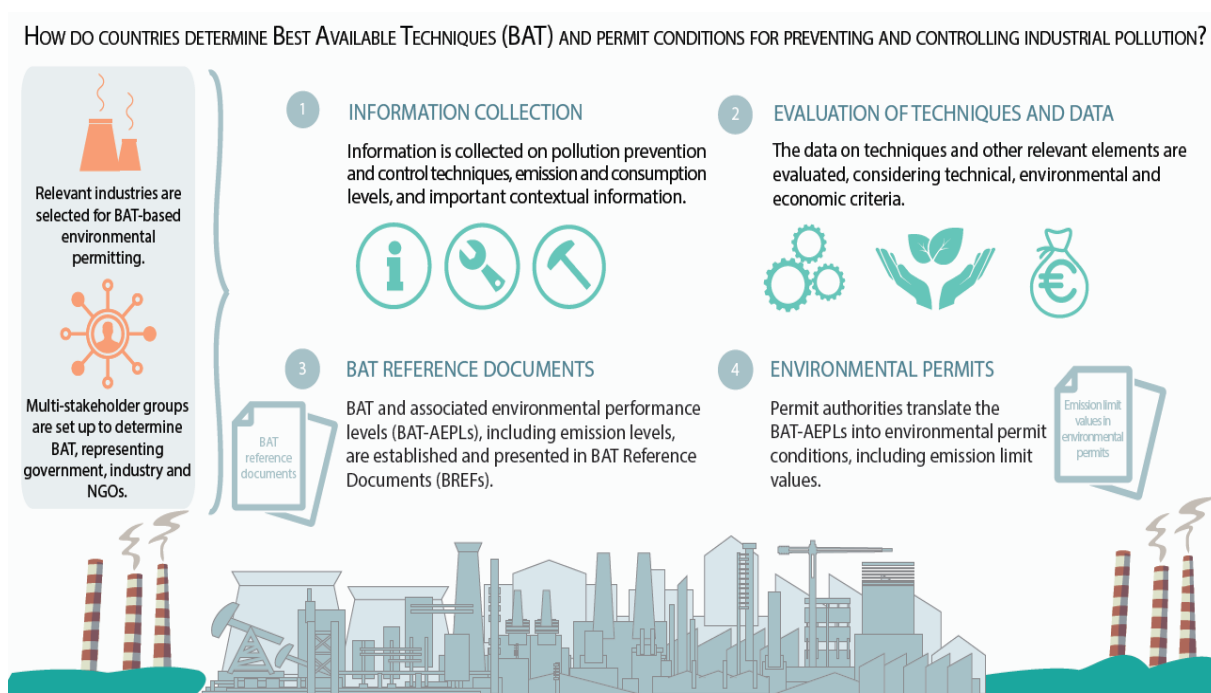 HOW DO COUNTRIES DETERMINE BEST AVAILABLE TECHNIQUES (BAT) AND PERMIT CONDITIONS FOR PREVENTING AND CONTROLLING INDUSTRIAL POLLUTION?
Relevant industries are
selected for BAT-based
environmental
permitting.
Multi-stakeholder groups
are set up to determine
BAT, representing
government, industry and
NGOs.
1
INFORMATION COLLECTION
Information is collected on pollution prevention
and control techniques, emission and consumption
levels, and important contextual information.
2
EVALUATION OF TECHNIQUES AND DATA
The data on techniques and other relevant elements are
evaluated, considering technical, environmental and
economic criteria.
€
3
BAT REFERENCE DOCUMENTS
BAT
reference
documents
BAT and associated environmental performance
levels (BAT-AEPLs), including emission levels,
are established and presented in BAT Reference
Documents (BREFs).
4
ENVIRONMENTAL PERMITS
Permit authorities translate the
BAT-AEPLs into environmental permit
conditions, including emission limit
values.
Emission limit
values in
environmental
permits